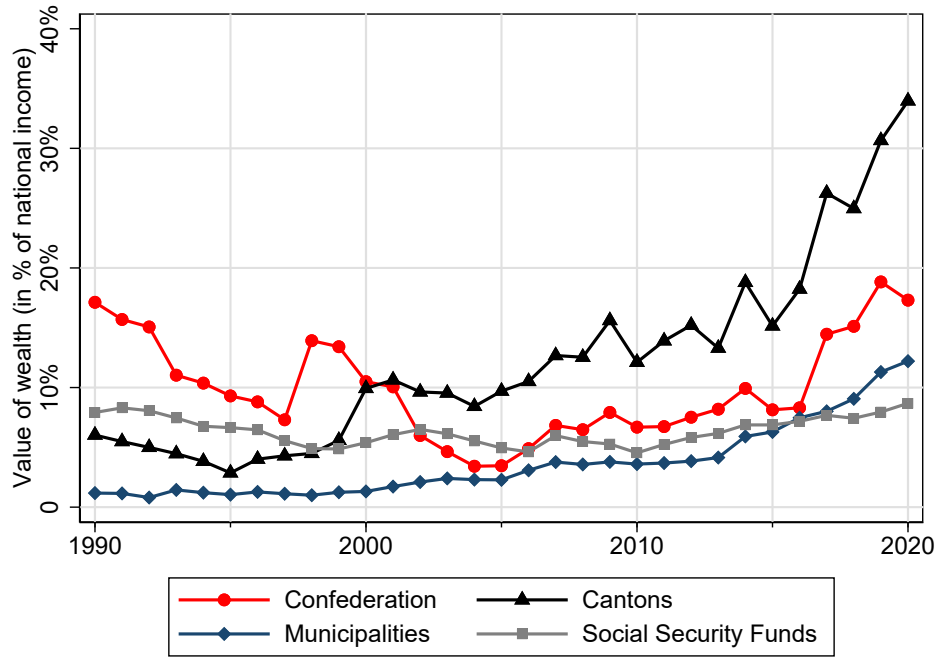 Value of wealth (in % of national income)
40%
30%
20%
10%
0
1990 2000 2010 2020
Confederation Cantons
Municipalities Social Security Funds